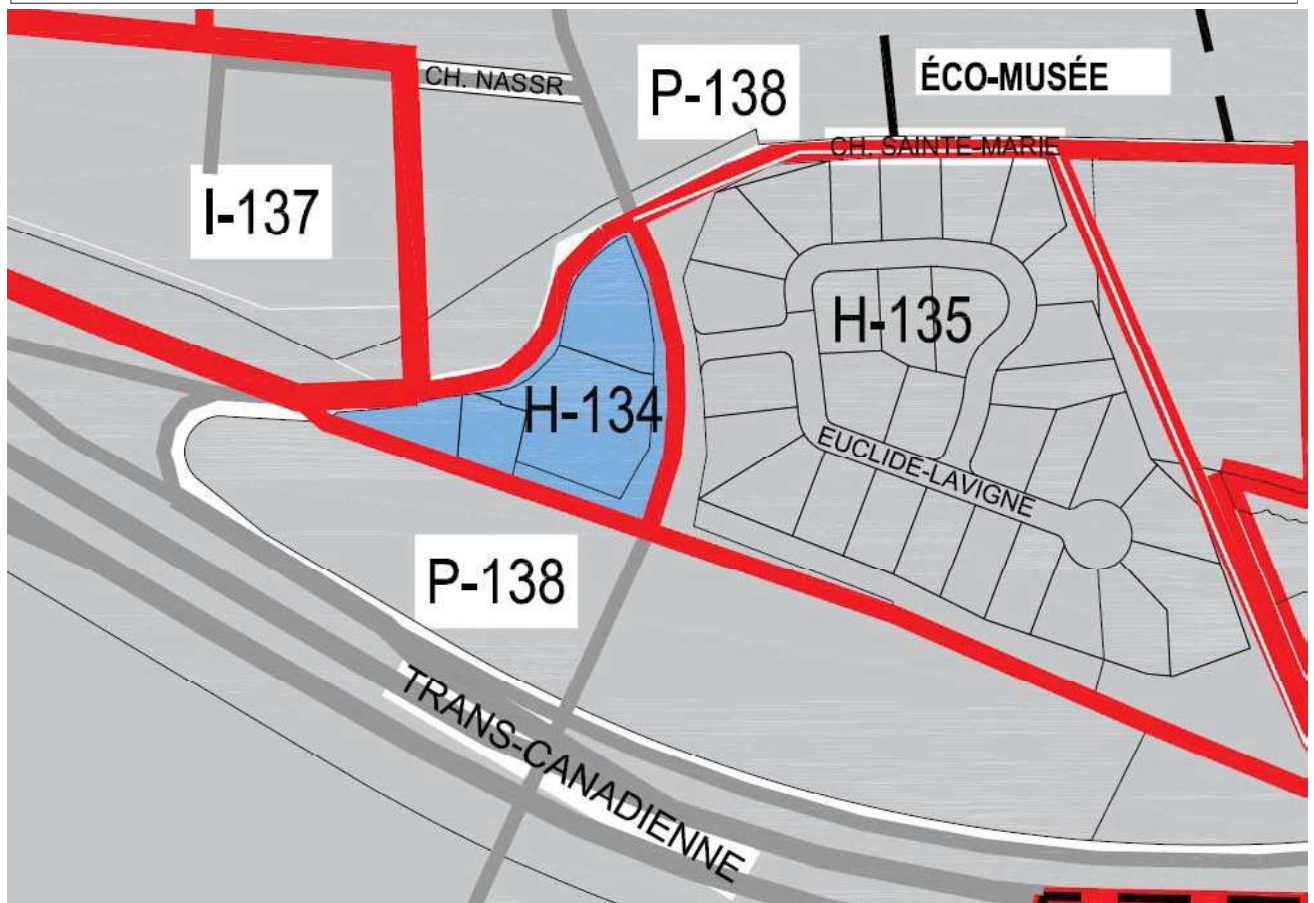 CH. NASSR
P-138
ÉCO-MUSÉE
CH. SAINTE-MARIE
I-137
H-135
H-134
EUCLIDE-LAVIGNE
P-138
TRANS-CANADIENNE